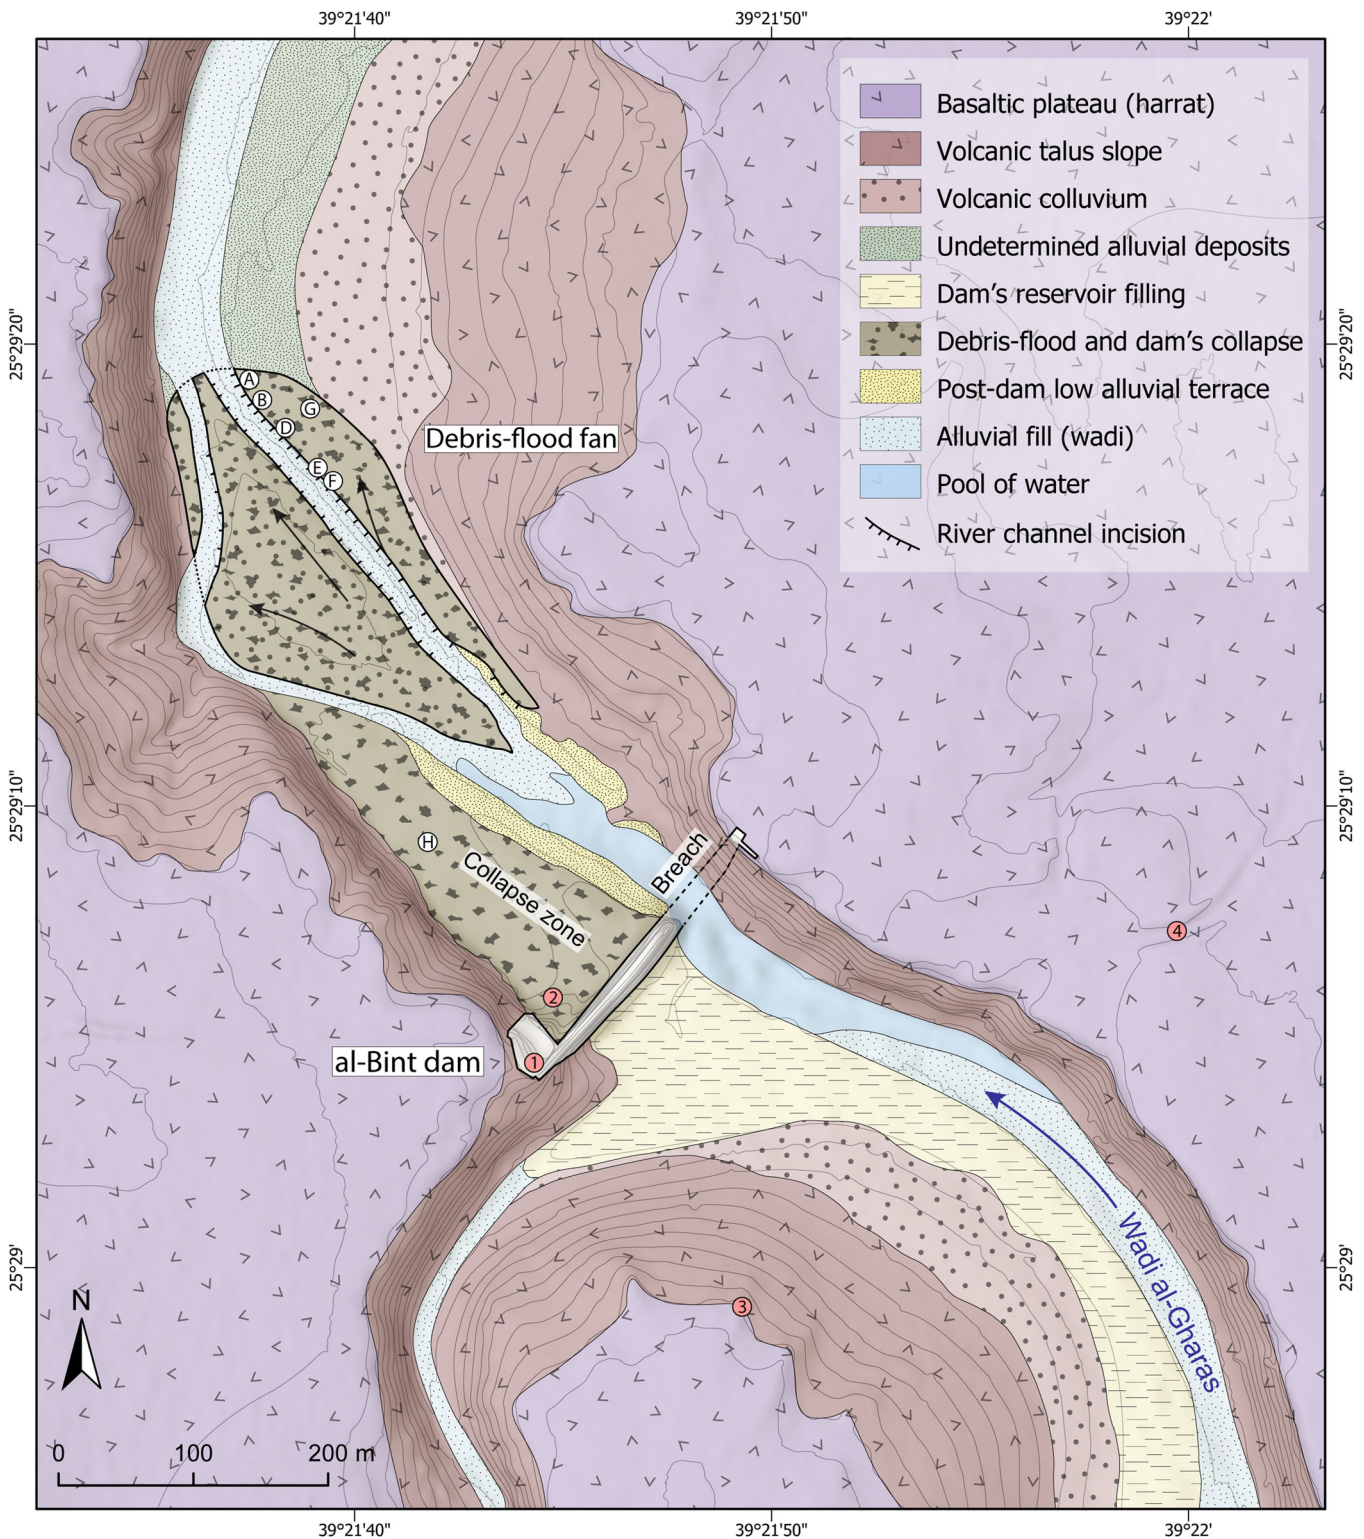 39°21'40"
39°21'50"
39°22'
Basaltic plateau (harrat)
Volcanic talus slope
Volcanic colluvium
Undetermined alluvial deposits
Dam's reservoir filling
Debris-flood and dam's collapse
Post-dam low alluvial terrace
Alluvial fill (wadi)
Pool of water
River channel incision
25°29'20"
25°29'20"
A
B
G
D
E
F
Debris-flood fan
25°29'10"
25°29'10"
H
Breach
Collapse zone
4
2
al-Bint dam
1
Wadi al-Gharas
25°29'
25°29'
3
N
0
100
200 m
39°21'40"
39°21'50"
39°22'